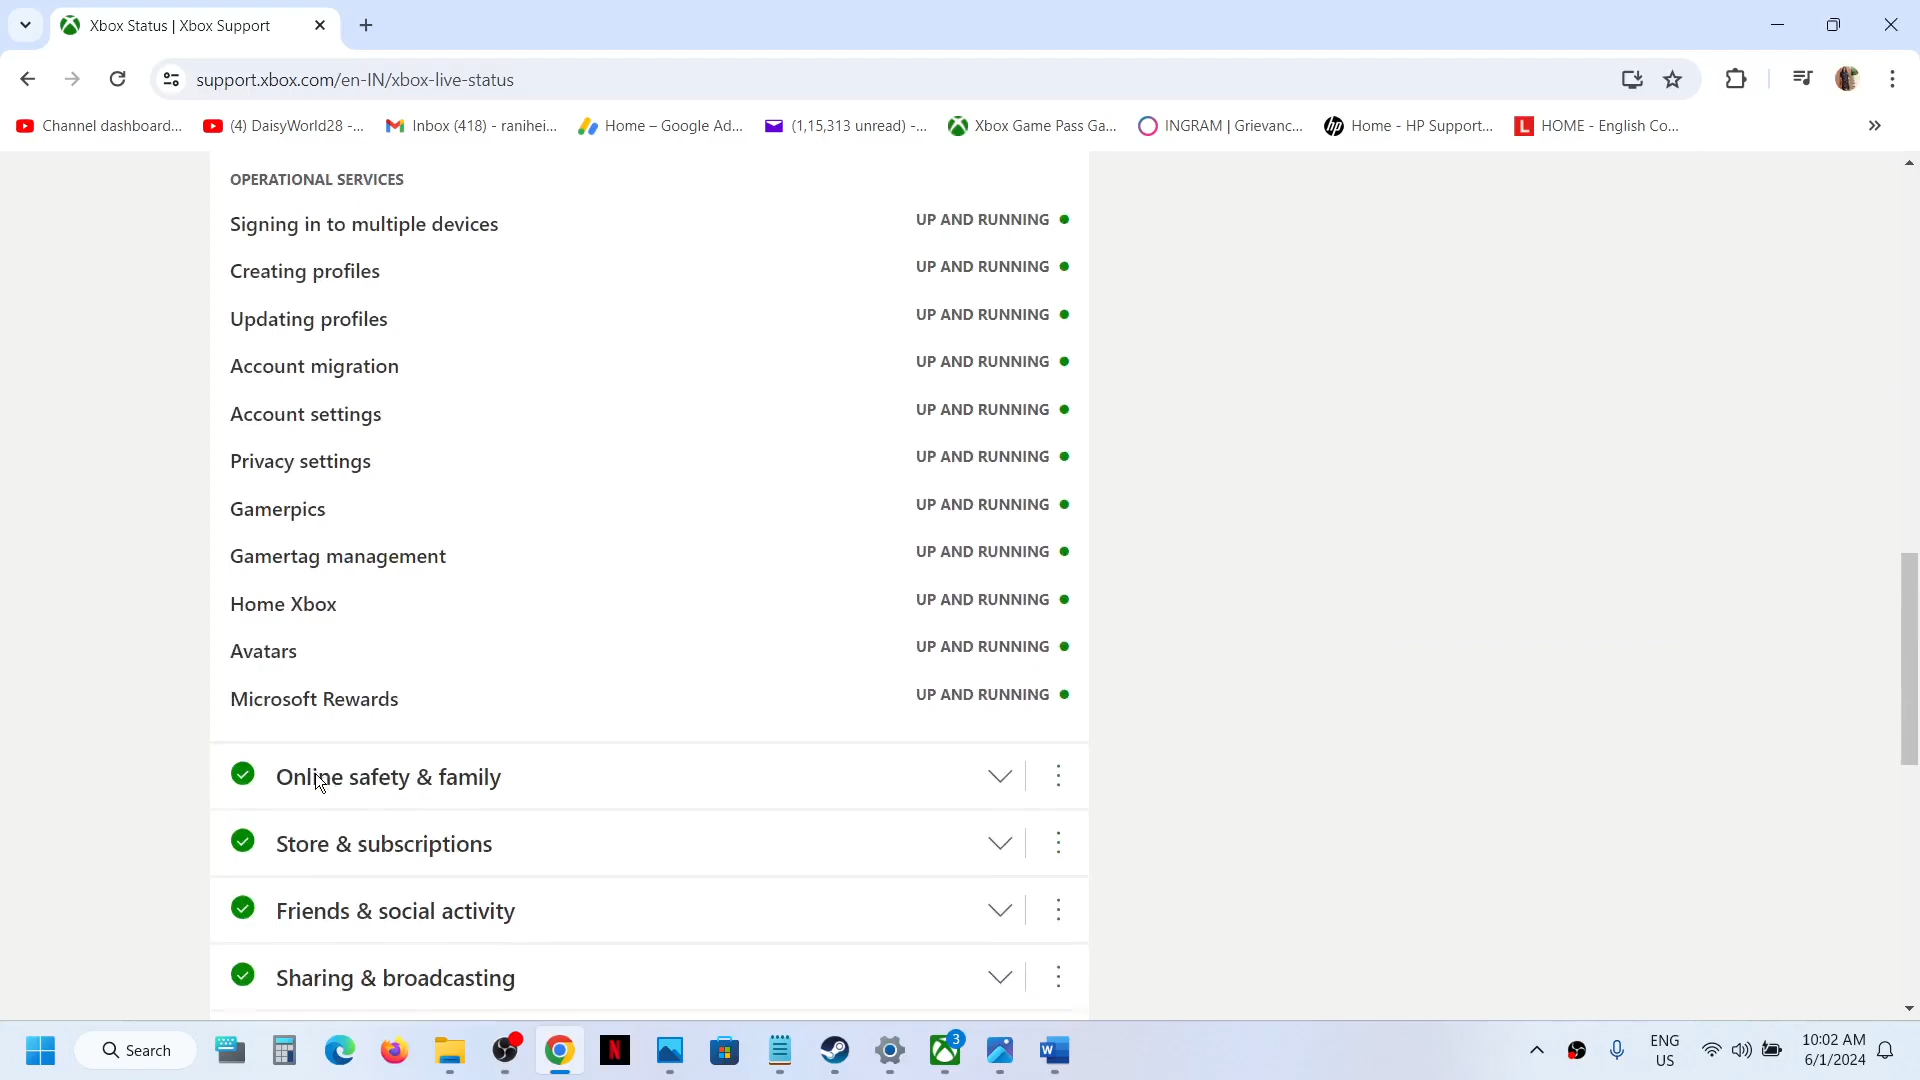 Xbox Status | Xbox Support
support.xbox.com/en-IN/xbox-live-status
Channel dashboard...
(4) DaisyWorld28 -...
Inbox (418) - ranihei...
Home – Google Ad...
(1,15,313 unread) -...
Xbox Game Pass Ga...
INGRAM | Grievanc...
Home - HP Support...
HOME - English Co...
OPERATIONAL SERVICES
Signing in to multiple devices UP AND RUNNING
Creating profiles UP AND RUNNING
Updating profiles UP AND RUNNING
Account migration UP AND RUNNING
Account settings UP AND RUNNING
Privacy settings UP AND RUNNING
Gamerpics UP AND RUNNING
Gamertag management UP AND RUNNING
Home Xbox UP AND RUNNING
Avatars UP AND RUNNING
Microsoft Rewards UP AND RUNNING
Online safety & family
Store & subscriptions
Friends & social activity
Sharing & broadcasting
Search
3
ENG
US
10:02 AM
6/1/2024